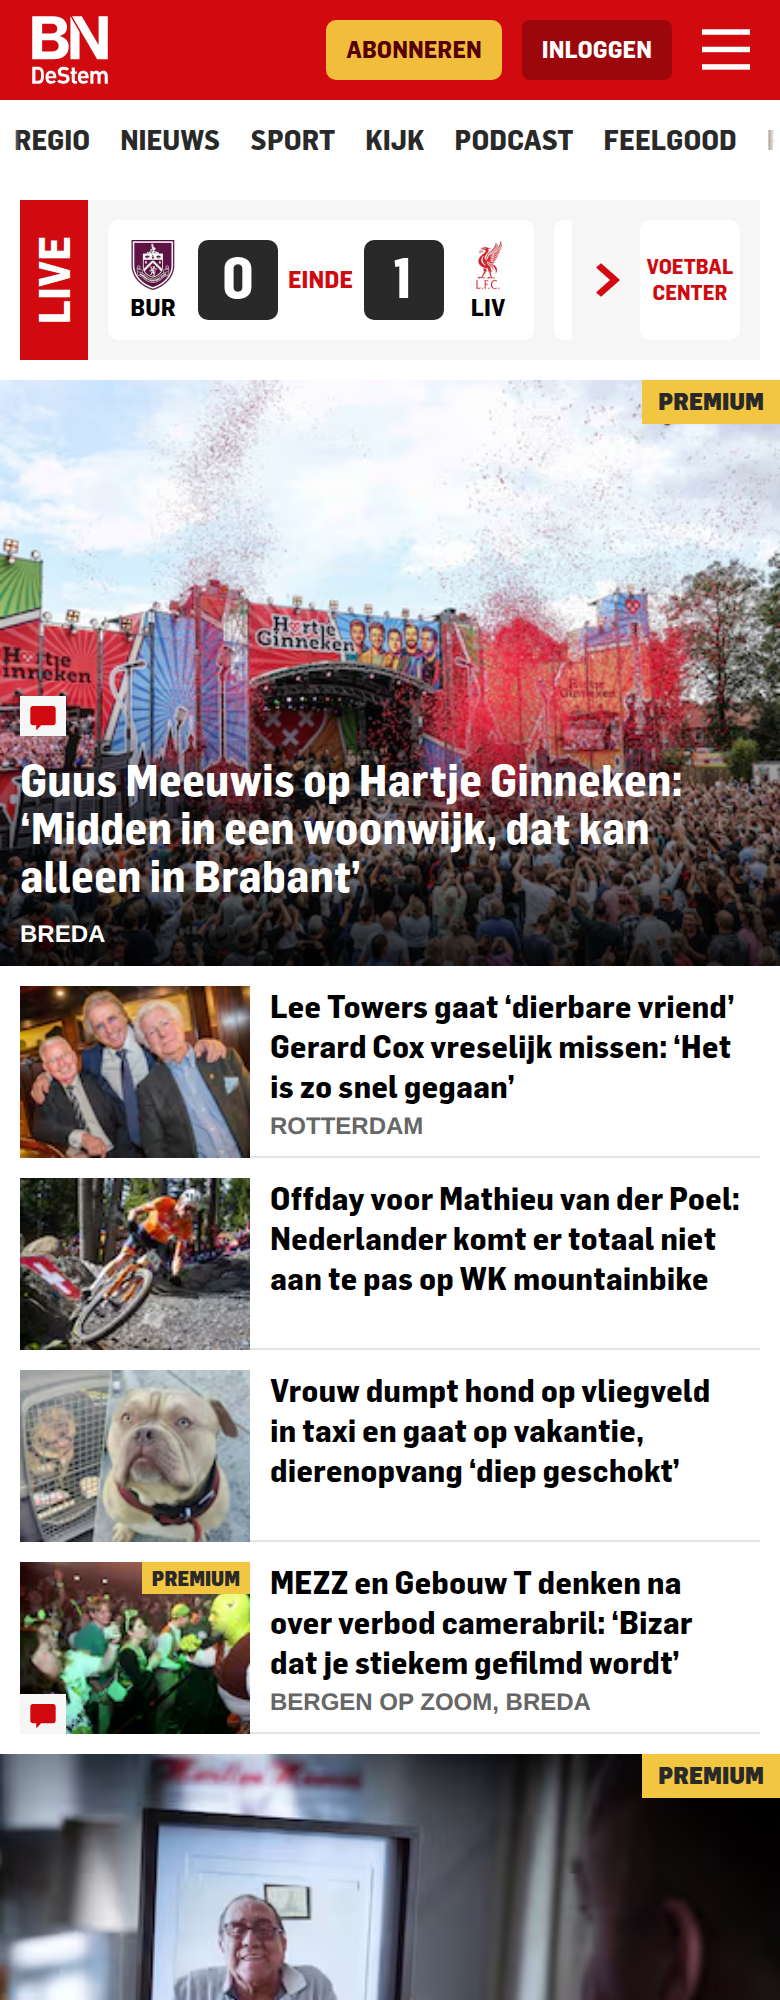 BN
DeStem
ABONNEREN
INLOGGEN
REGIO NIEUWS SPORT KIJK PODCAST FEELGOOD
LIVE
BUR
0
EINDE
1
L.F.C.
LIV
VOETBAL
CENTER
PREMIUM
Hartje
Ginneken
Hartje
Ginneken
Guus Meeuwis op Hartje Ginneken:
‘Midden in een woonwijk, dat kan
alleen in Brabant’
BREDA
Lee Towers gaat ‘dierbare vriend’
Gerard Cox vreselijk missen: ‘Het
is zo snel gegaan’
ROTTERDAM
Offday voor Mathieu van der Poel:
Nederlander komt er totaal niet
aan te pas op WK mountainbike
Vrouw dumpt hond op vliegveld
in taxi en gaat op vakantie,
dierenopvang ‘diep geschokt’
PREMIUM
MEZZ en Gebouw T denken na
over verbod camerabril: ‘Bizar
dat je stiekem gefilmd wordt’
BERGEN OP ZOOM, BREDA
PREMIUM